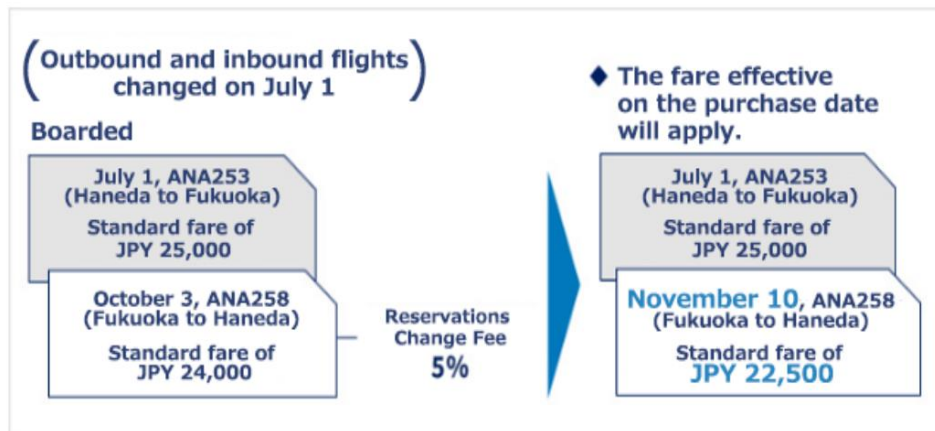 (Outbound and inbound flights
changed on July 1)
Boarded
July 1, ANA253
(Haneda to Fukuoka)
Standard fare of
JPY 25,000
October 3, ANA258
(Fukuoka to Haneda)
Standard fare of
JPY 24,000
Reservations
Change Fee
5%
◆ The fare effective
on the purchase date
will apply.
July 1, ANA253
(Haneda to Fukuoka)
Standard fare of
JPY 25,000
November 10, ANA258
(Fukuoka to Haneda)
Standard fare of
JPY 22,500